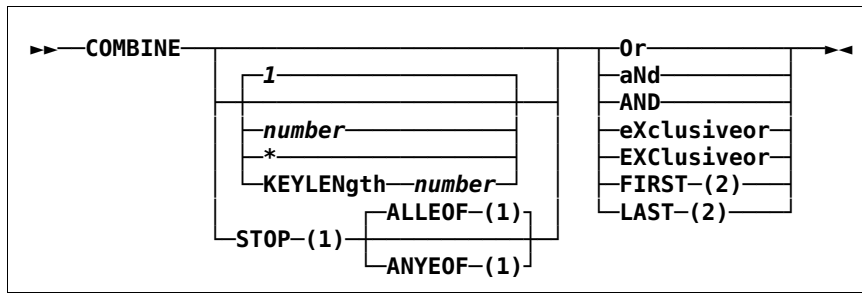 ►►──COMBINE Or ►◄
1 aNd
AND
number eXclusiveor
* EXClusiveor
KEYLENgth──number FIRST─(2)
ALLEOF─(1) LAST─(2)
STOP─(1)
ANYEOF─(1)